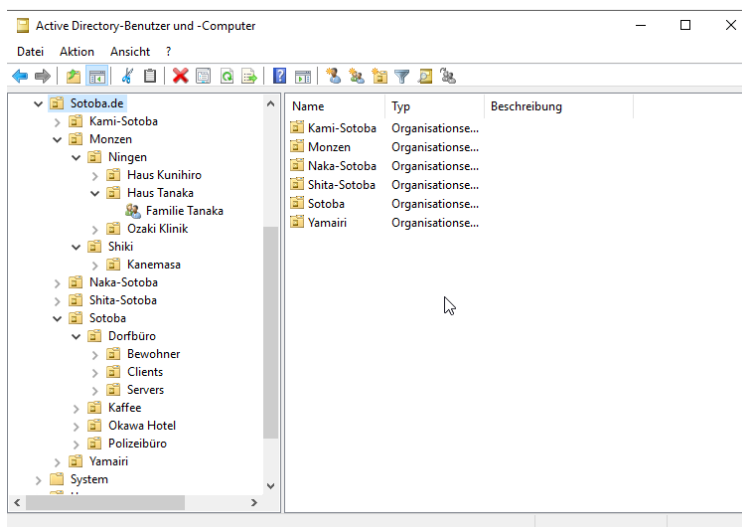 Active Directory-Benutzer und -Computer
Datei Aktion Ansicht ?
Sotoba.de
Kami-Sotoba
Monzen
Ningen
Haus Kunihiro
Haus Tanaka
Familie Tanaka
Ozaki Klinik
Shiki
Kanemasa
Naka-Sotoba
Shita-Sotoba
Sotoba
Dorfbüro
Bewohner
Clients
Servers
Kaffee
Okawa Hotel
Polizeibüro
Yamairi
System
Name Typ Beschreibung
Kami-Sotoba Organisationse...
Monzen Organisationse...
Naka-Sotoba Organisationse...
Shita-Sotoba Organisationse...
Sotoba Organisationse...
Yamairi Organisationse...